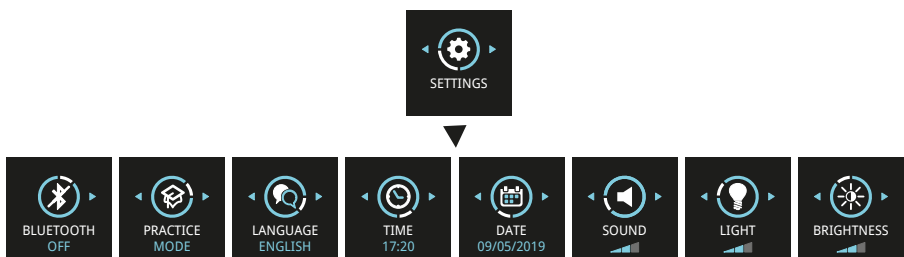 SETTINGS
BLUETOOTH
OFF
PRACTICE
MODE
LANGUAGE
ENGLISH
TIME
17:20
DATE
09/05/2019
SOUND
LIGHT
BRIGHTNESS